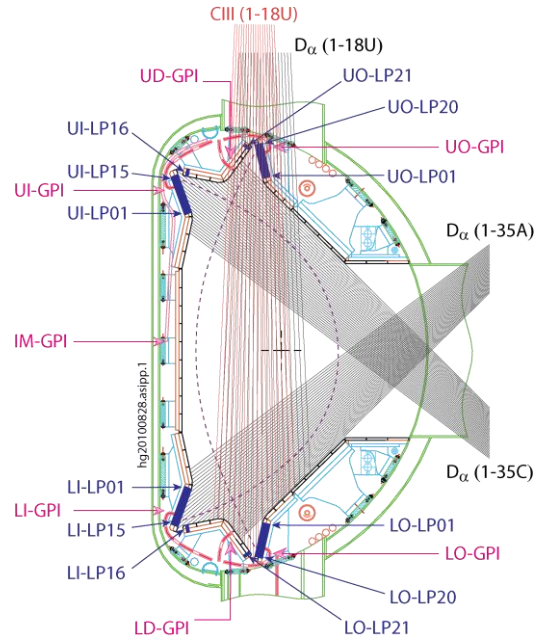 CIII (1-18U)
Dα (1-18U)
UD-GPI
UO-LP21
UO-LP20
UI-LP16
UO-GPI
UI-LP15
UI-GPI
UO-LP01
UI-LP01
Dα (1-35A)
IM-GPI
hg20100828.asipp.1
Dα (1-35C)
LI-LP01
LI-GPI
LO-LP01
LI-LP15
LO-GPI
LI-LP16
LO-LP20
LD-GPI
LO-LP21